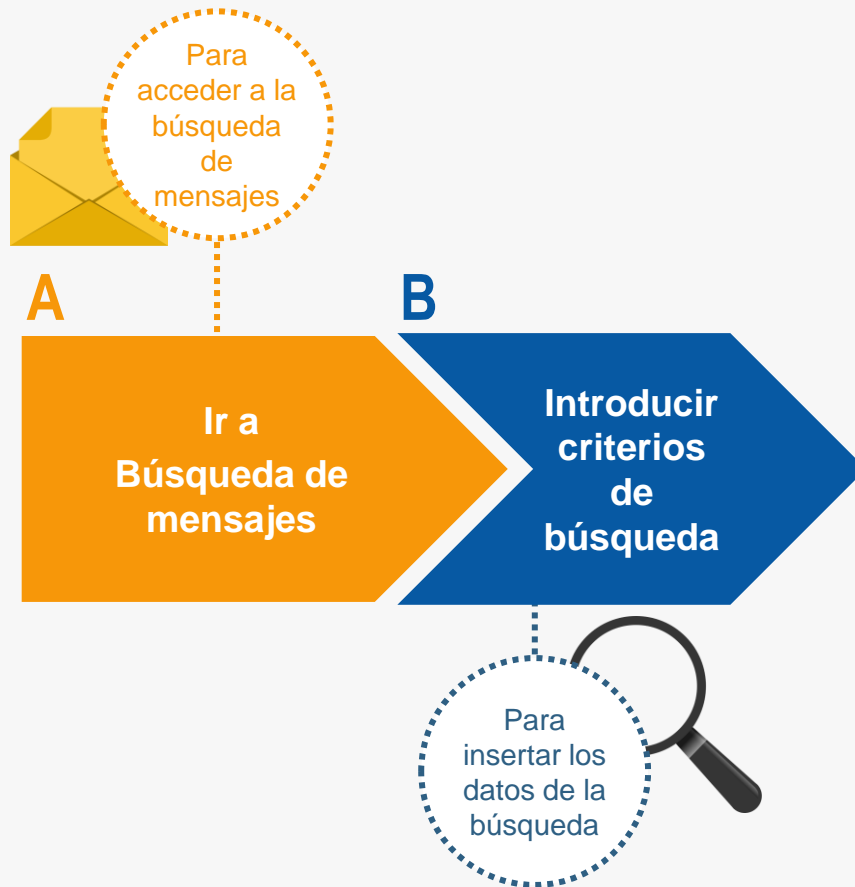 Para
acceder a la
búsqueda
de
mensajes
A
Ir a
Búsqueda de
mensajes
B
Introducir
criterios
de
búsqueda
Para
insertar los
datos de la
búsqueda